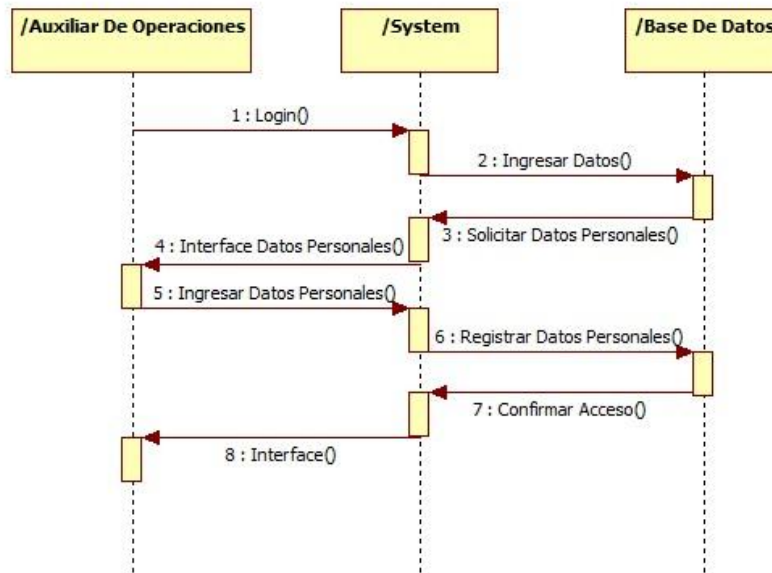 /Auxiliar De Operaciones
/System
/Base De Datos
1 : Login()
2 : Ingresar Datos()
3 : Solicitar Datos Personales()
4 : Interface Datos Personales()
5 : Ingresar Datos Personales()
6 : Registrar Datos Personales()
7 : Confirmar Acceso()
8 : Interface()